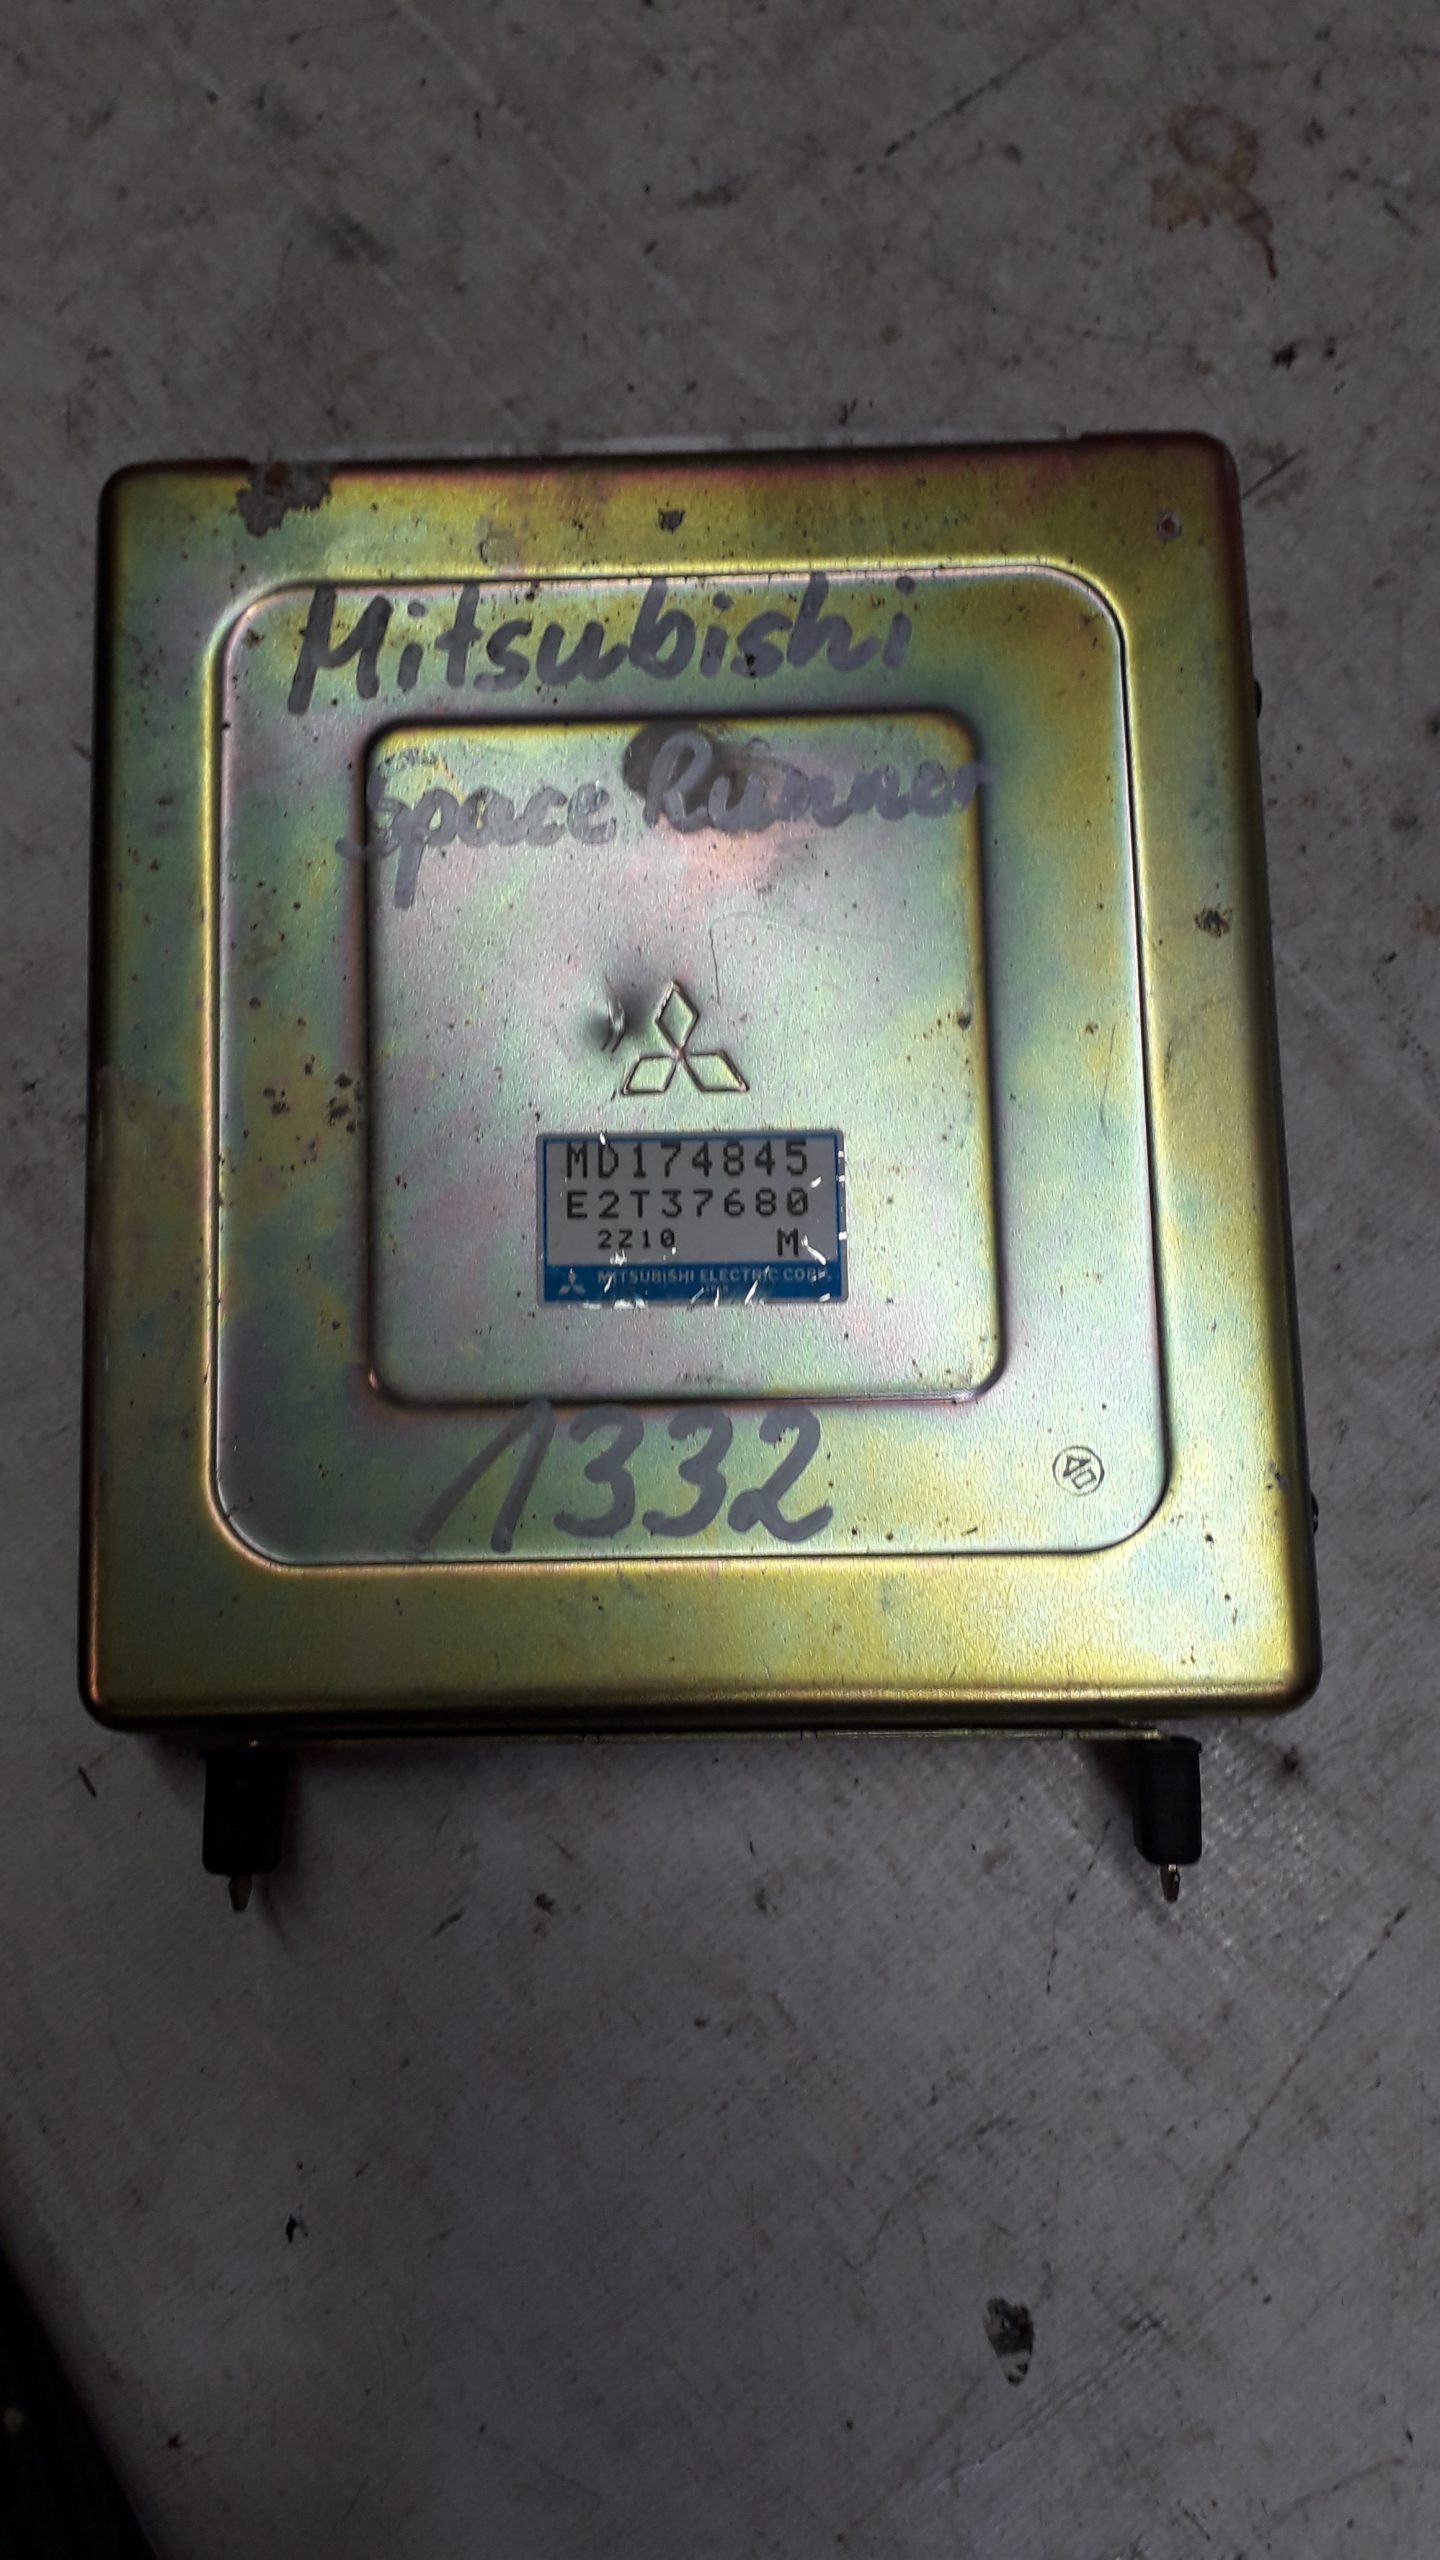 Mitsubishi
Space Runner
MD174845
E2T37680
2Z10 M
MITSUBISHI ELECTRIC CORP.
1332